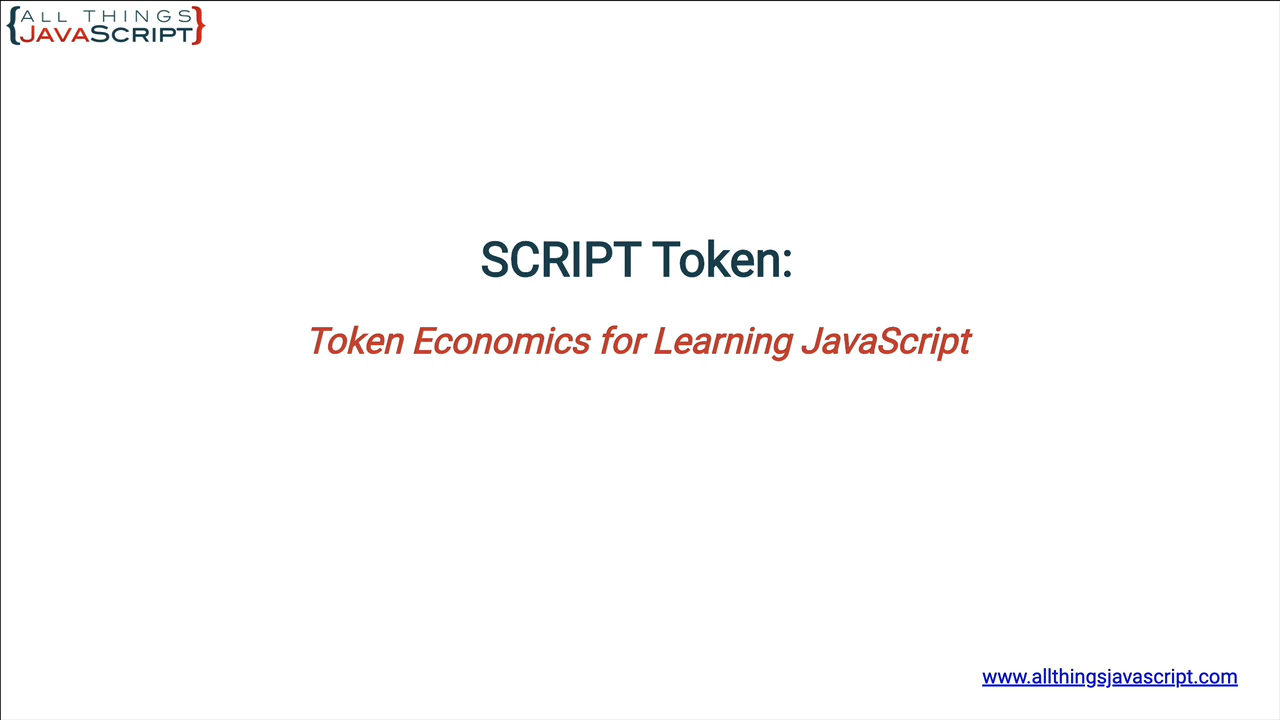 {ALL THINGS
JAVASCRIPT}
SCRIPT Token:
Token Economics for Learning JavaScript
www.allthingsjavascript.com